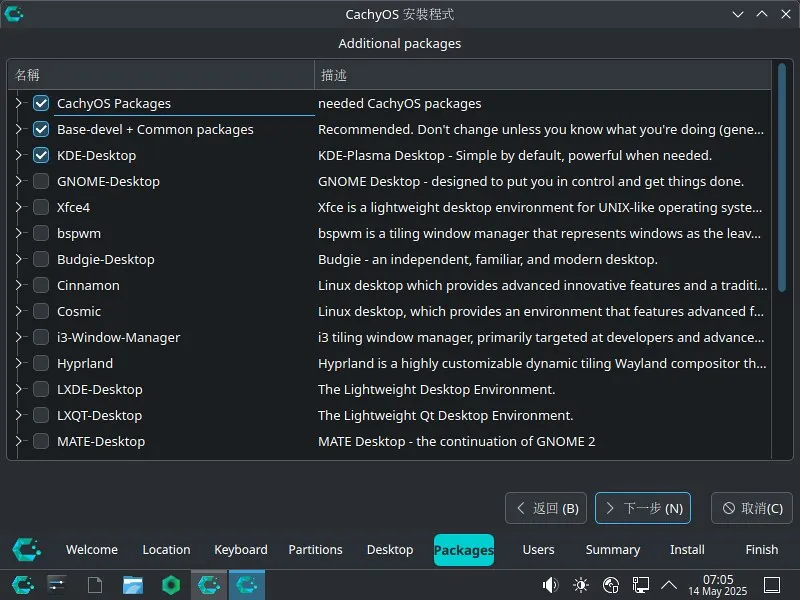 CachyOS 安裝程式
Additional packages
名稱 描述
CachyOS Packages needed CachyOS packages
Base-devel + Common packages Recommended. Don't change unless you know what you're doing (gene...
KDE-Desktop KDE-Plasma Desktop - Simple by default, powerful when needed.
GNOME-Desktop GNOME Desktop - designed to put you in control and get things done.
Xfce4 Xfce is a lightweight desktop environment for UNIX-like operating syste...
bspwm bspwm is a tiling window manager that represents windows as the leav...
Budgie-Desktop Budgie - an independent, familiar, and modern desktop.
Cinnamon Linux desktop which provides advanced innovative features and a traditi...
Cosmic Linux desktop, which provides an environment that features advanced f...
i3-Window-Manager i3 tiling window manager, primarily targeted at developers and advance...
Hyprland Hyprland is a highly customizable dynamic tiling Wayland compositor th...
LXDE-Desktop The Lightweight Desktop Environment.
LXQT-Desktop The Lightweight Qt Desktop Environment.
MATE-Desktop MATE Desktop - the continuation of GNOME 2
返回 (B) 下一步 (N) 取消(C)
Welcome Location Keyboard Partitions Desktop Packages Users Summary Install Finish
07:05
14 May 2025